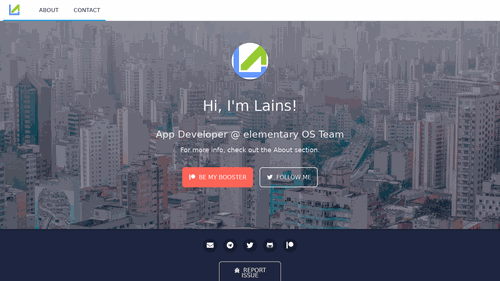 ABOUT CONTACT
Hi, I'm Lains!
App Developer @ elementary OS Team
For more info, check out the About section
BE MY BOOSTER FOLLOW ME
REPORT
ISSUE